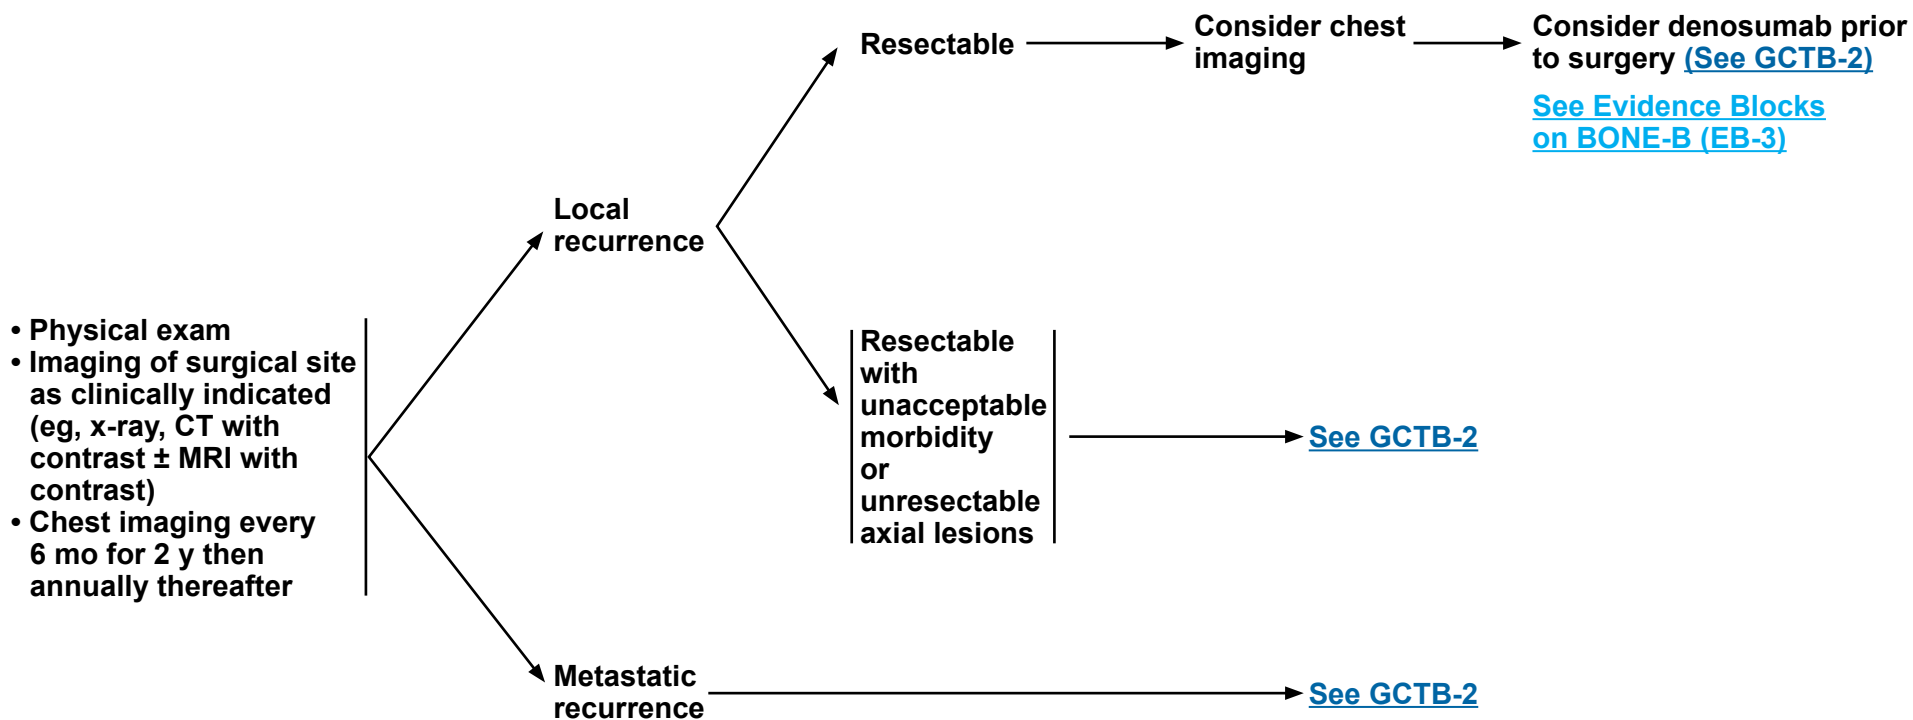 • Physical exam
• Imaging of surgical site
as clinically indicated
(eg, x-ray, CT with
contrast ± MRI with
contrast)
• Chest imaging every
6 mo for 2 y then
annually thereafter
Local
recurrence
Resectable
Consider chest
imaging
Consider denosumab prior
to surgery (See GCTB-2)
See Evidence Blocks
on BONE-B (EB-3)
Resectable
with
unacceptable
morbidity
or
unresectable
axial lesions
See GCTB-2
Metastatic
recurrence
See GCTB-2